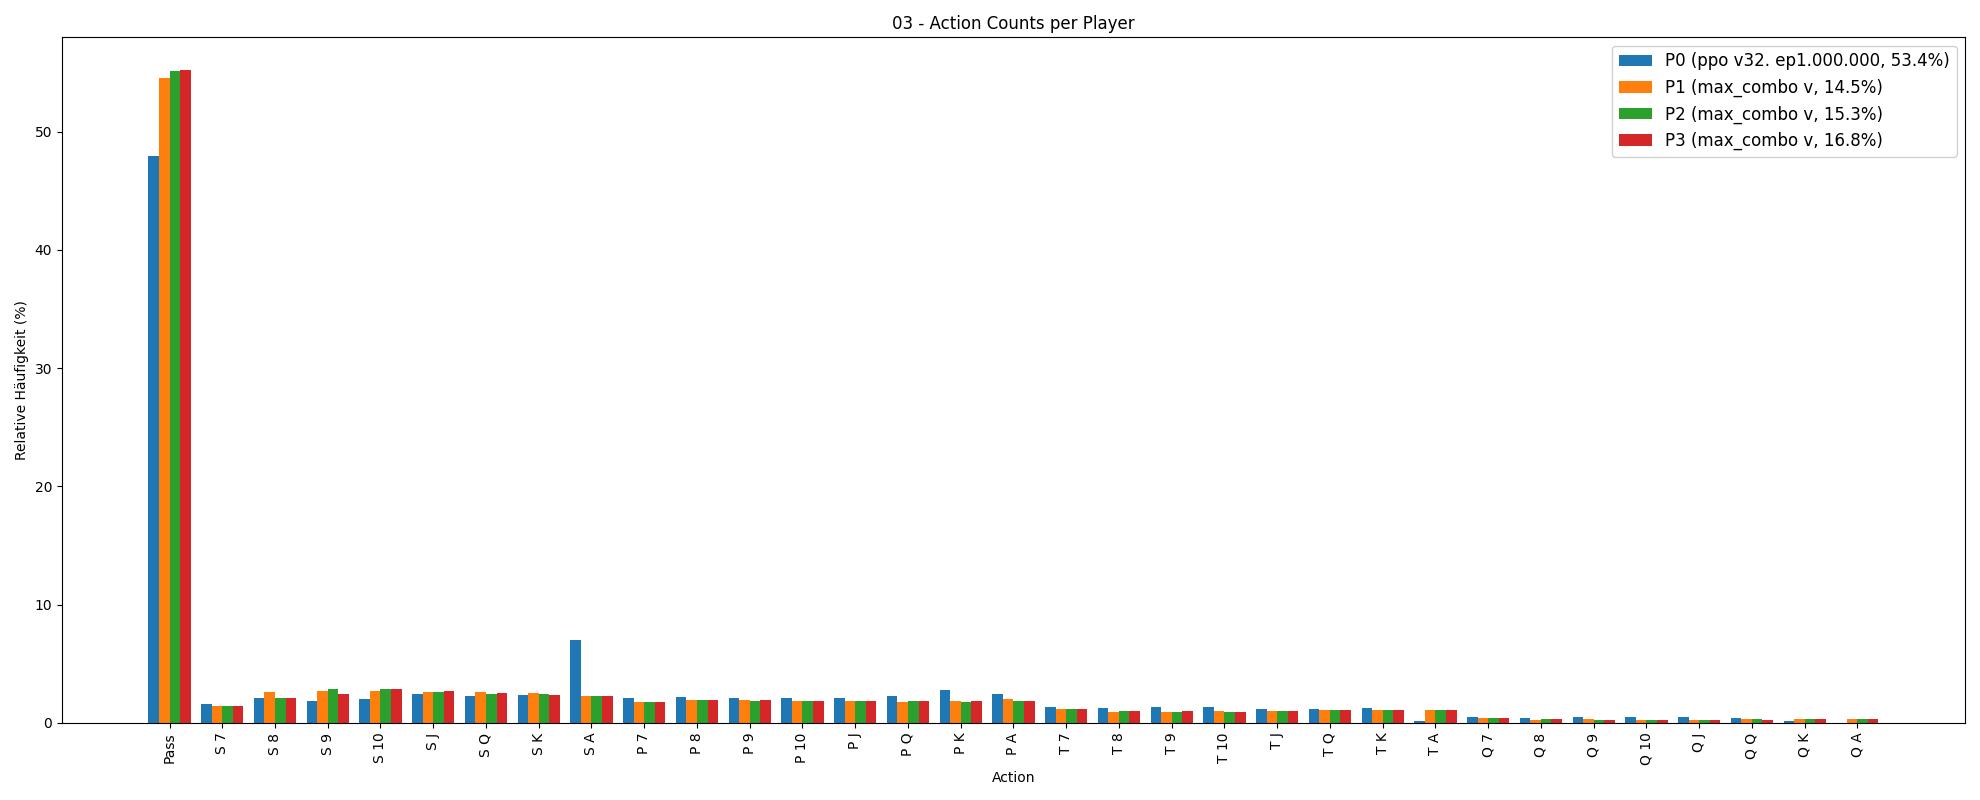 03 - Action Counts per Player
P0 (ppo v32. ep1.000.000, 53.4%)
P1 (max_combo v, 14.5%)
P2 (max_combo v, 15.3%)
P3 (max_combo v, 16.8%)
Relative Häufigkeit (%)
50
40
30
20
10
0
Pass
S 7
S 8
S 9
S 10
S J
S Q
S K
S A
P 7
P 8
P 9
P 10
P J
P Q
P K
P A
T 7
T 8
T 9
T 10
T J
T Q
T K
T A
Q 7
Q 8
Q 9
Q 10
Q J
Q Q
Q K
Q A
Action